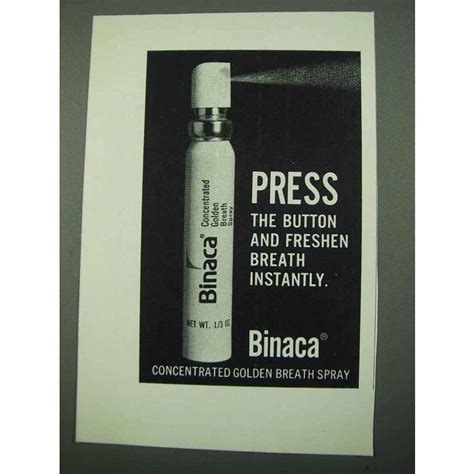 Binaca®
Concentrated
Golden
Breath
Spray
NET WT. 1/3 OZ
PRESS
THE BUTTON
AND FRESHEN
BREATH
INSTANTLY.
Binaca®
CONCENTRATED GOLDEN BREATH SPRAY